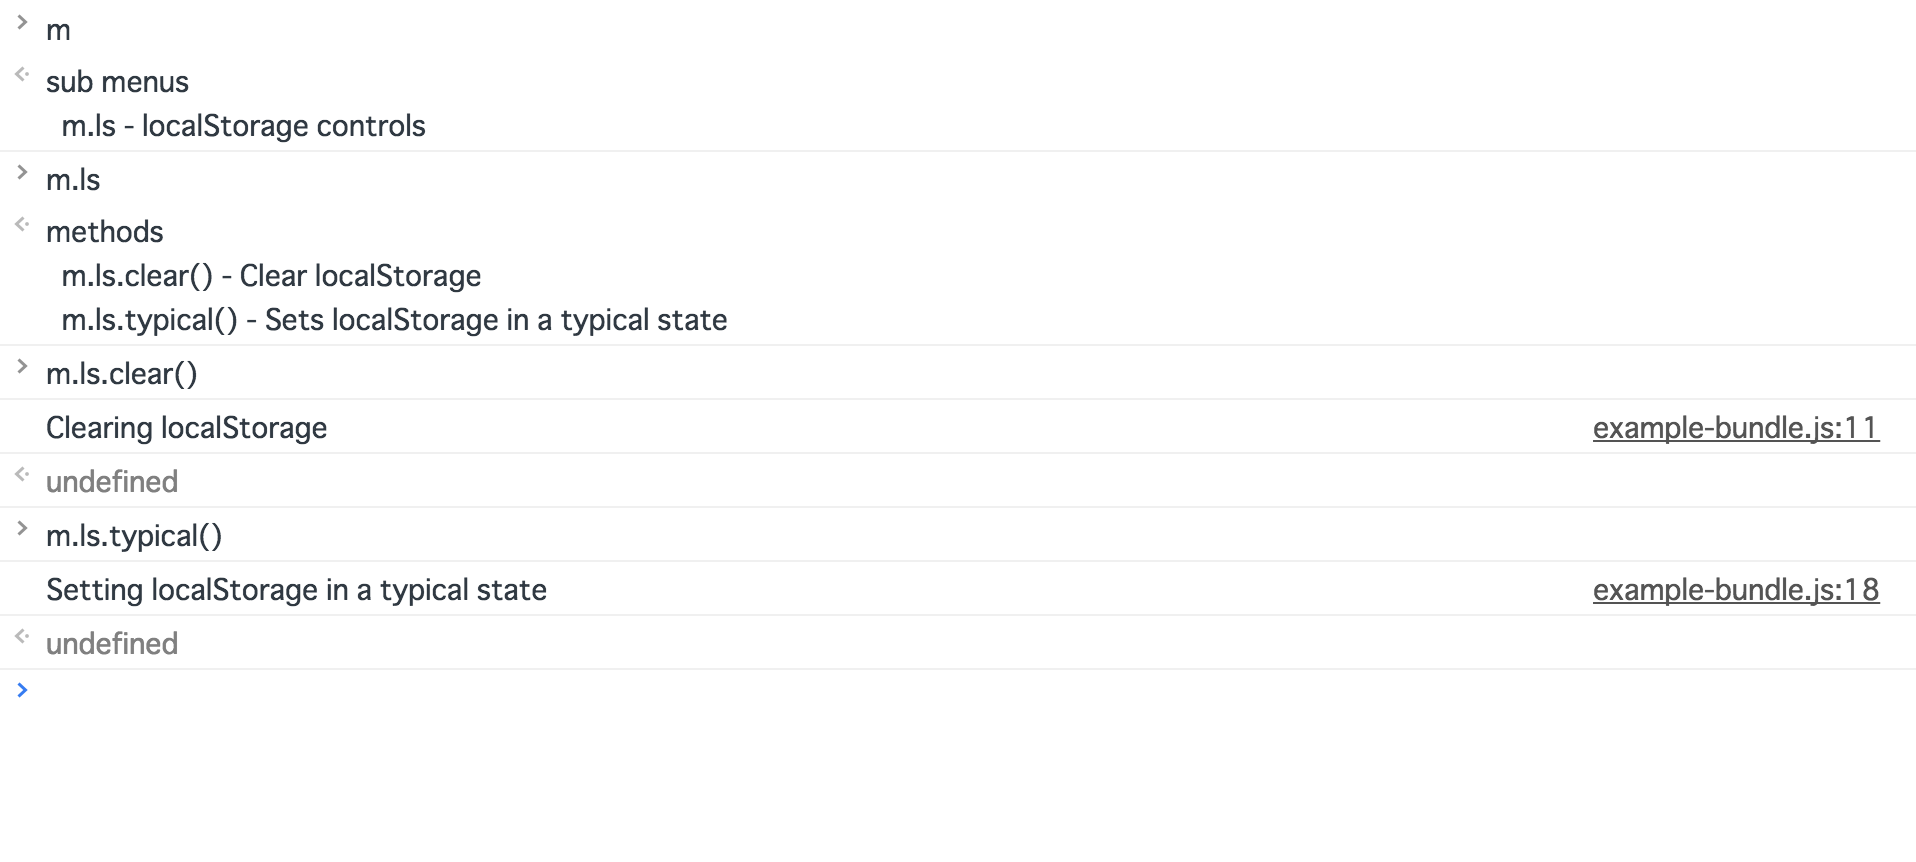 m
sub menus
m.ls - localStorage controls
m.ls
methods
m.ls.clear() - Clear localStorage
m.ls.typical() - Sets localStorage in a typical state
m.ls.clear()
Clearing localStorage example-bundle.js:11
undefined
m.ls.typical()
Setting localStorage in a typical state example-bundle.js:18
undefined